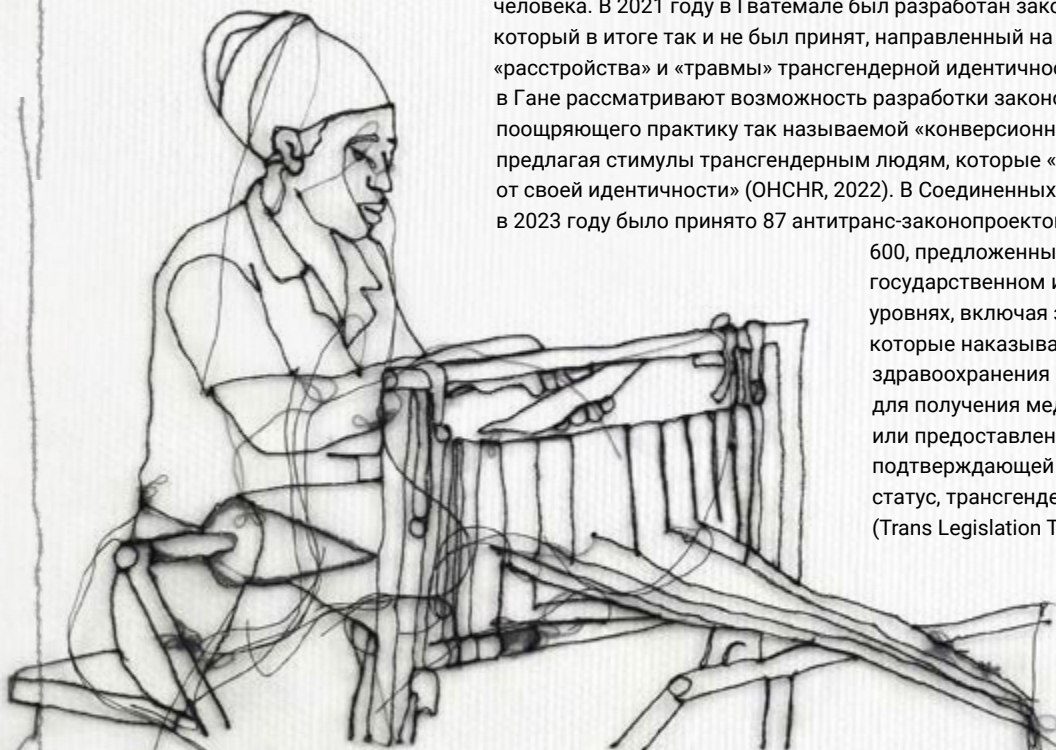 человека. В 2021 году в Гватемале был разработан зако
который в итоге так и не был принят, направленный на
«расстройства» и «травмы» трансгендерной идентично
в Гане рассматривают возможность разработки закон
поощряющего практику так называемой «конверсионн
предлагая стимулы трансгендерным людям, которые «
от своей идентичности» (OHCHR, 2022). В Соединенных
в 2023 году было принято 87 антитранс-законопроекто
600, предложенны
государственном и
уровнях, включая з
которые наказыва
здравоохранения
для получения мед
или предоставлен
подтверждающей
статус, трансгенде
(Trans Legislation T